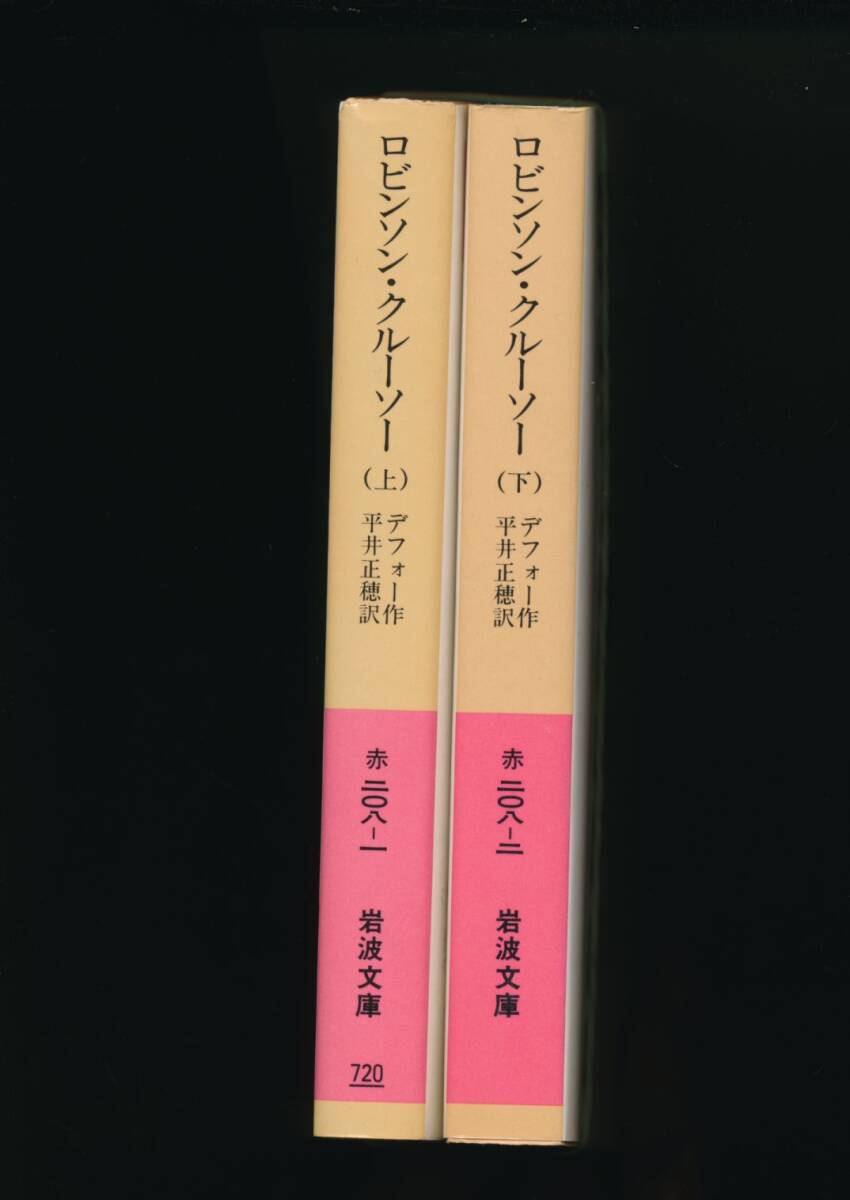 ロビンソン・クルーソー(上)
デフォー作
平井正穂訳
赤 二〇八-一
岩波文庫
720
ロビンソン・クルーソー(下)
デフォー作
平井正穂訳
赤 二〇八-二
岩波文庫